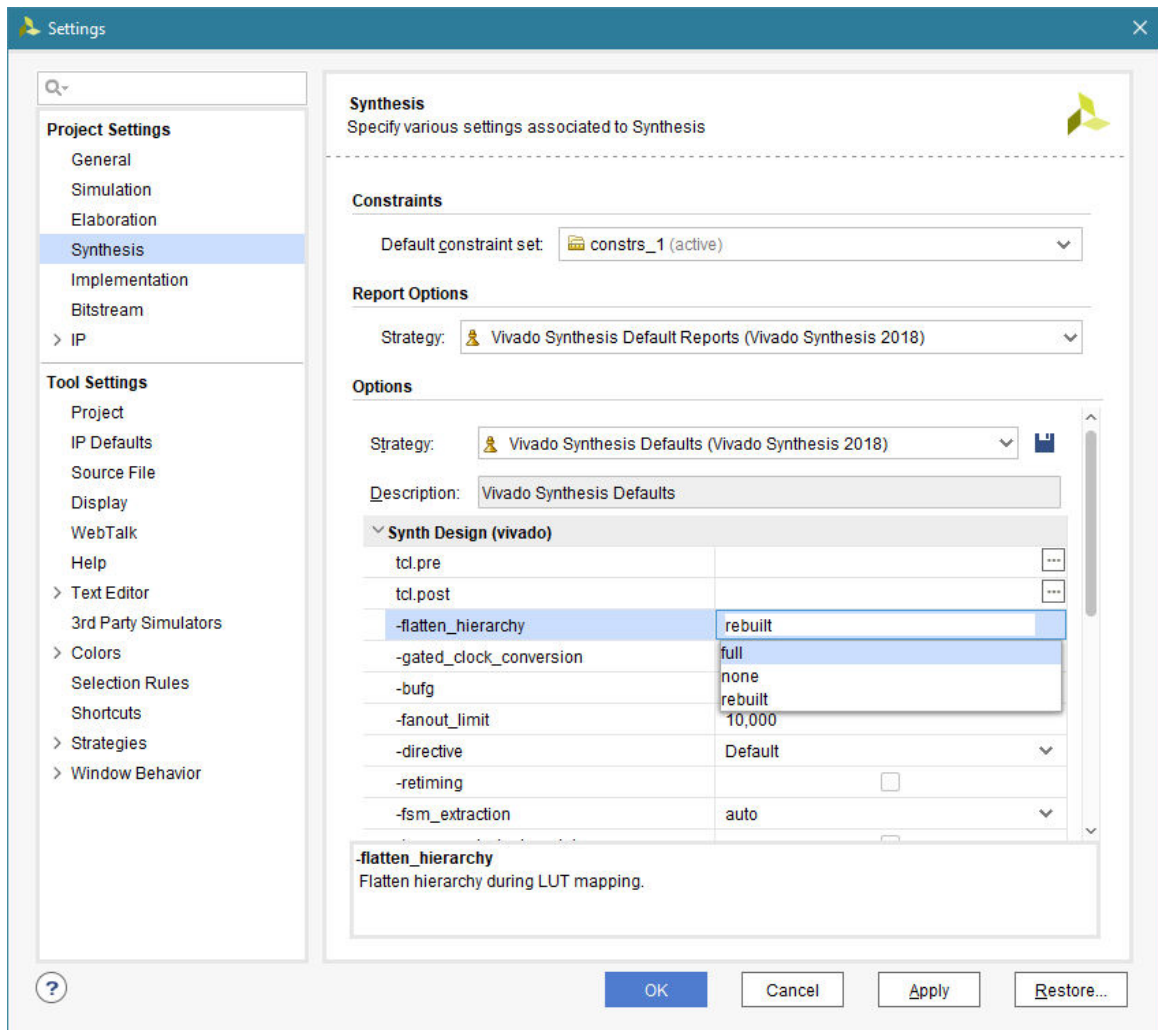 Settings
Project Settings
General
Simulation
Elaboration
Synthesis
Implementation
Bitstream
IP
Tool Settings
Project
IP Defaults
Source File
Display
WebTalk
Help
Text Editor
3rd Party Simulators
Colors
Selection Rules
Shortcuts
Strategies
Window Behavior
Synthesis
Specify various settings associated to Synthesis
Constraints
Default constraint set: constrs_1 (active)
Report Options
Strategy: Vivado Synthesis Default Reports (Vivado Synthesis 2018)
Options
Strategy: Vivado Synthesis Defaults (Vivado Synthesis 2018)
Description: Vivado Synthesis Defaults
Synth Design (vivado)
tcl.pre ...
tcl.post ...
-flatten_hierarchy rebuilt
full
-gated_clock_conversion
none
-bufg
rebuilt
-fanout_limit 10,000
-directive Default
-retiming
-fsm_extraction auto
-flatten_hierarchy
Flatten hierarchy during LUT mapping.
? OK Cancel Apply Restore...